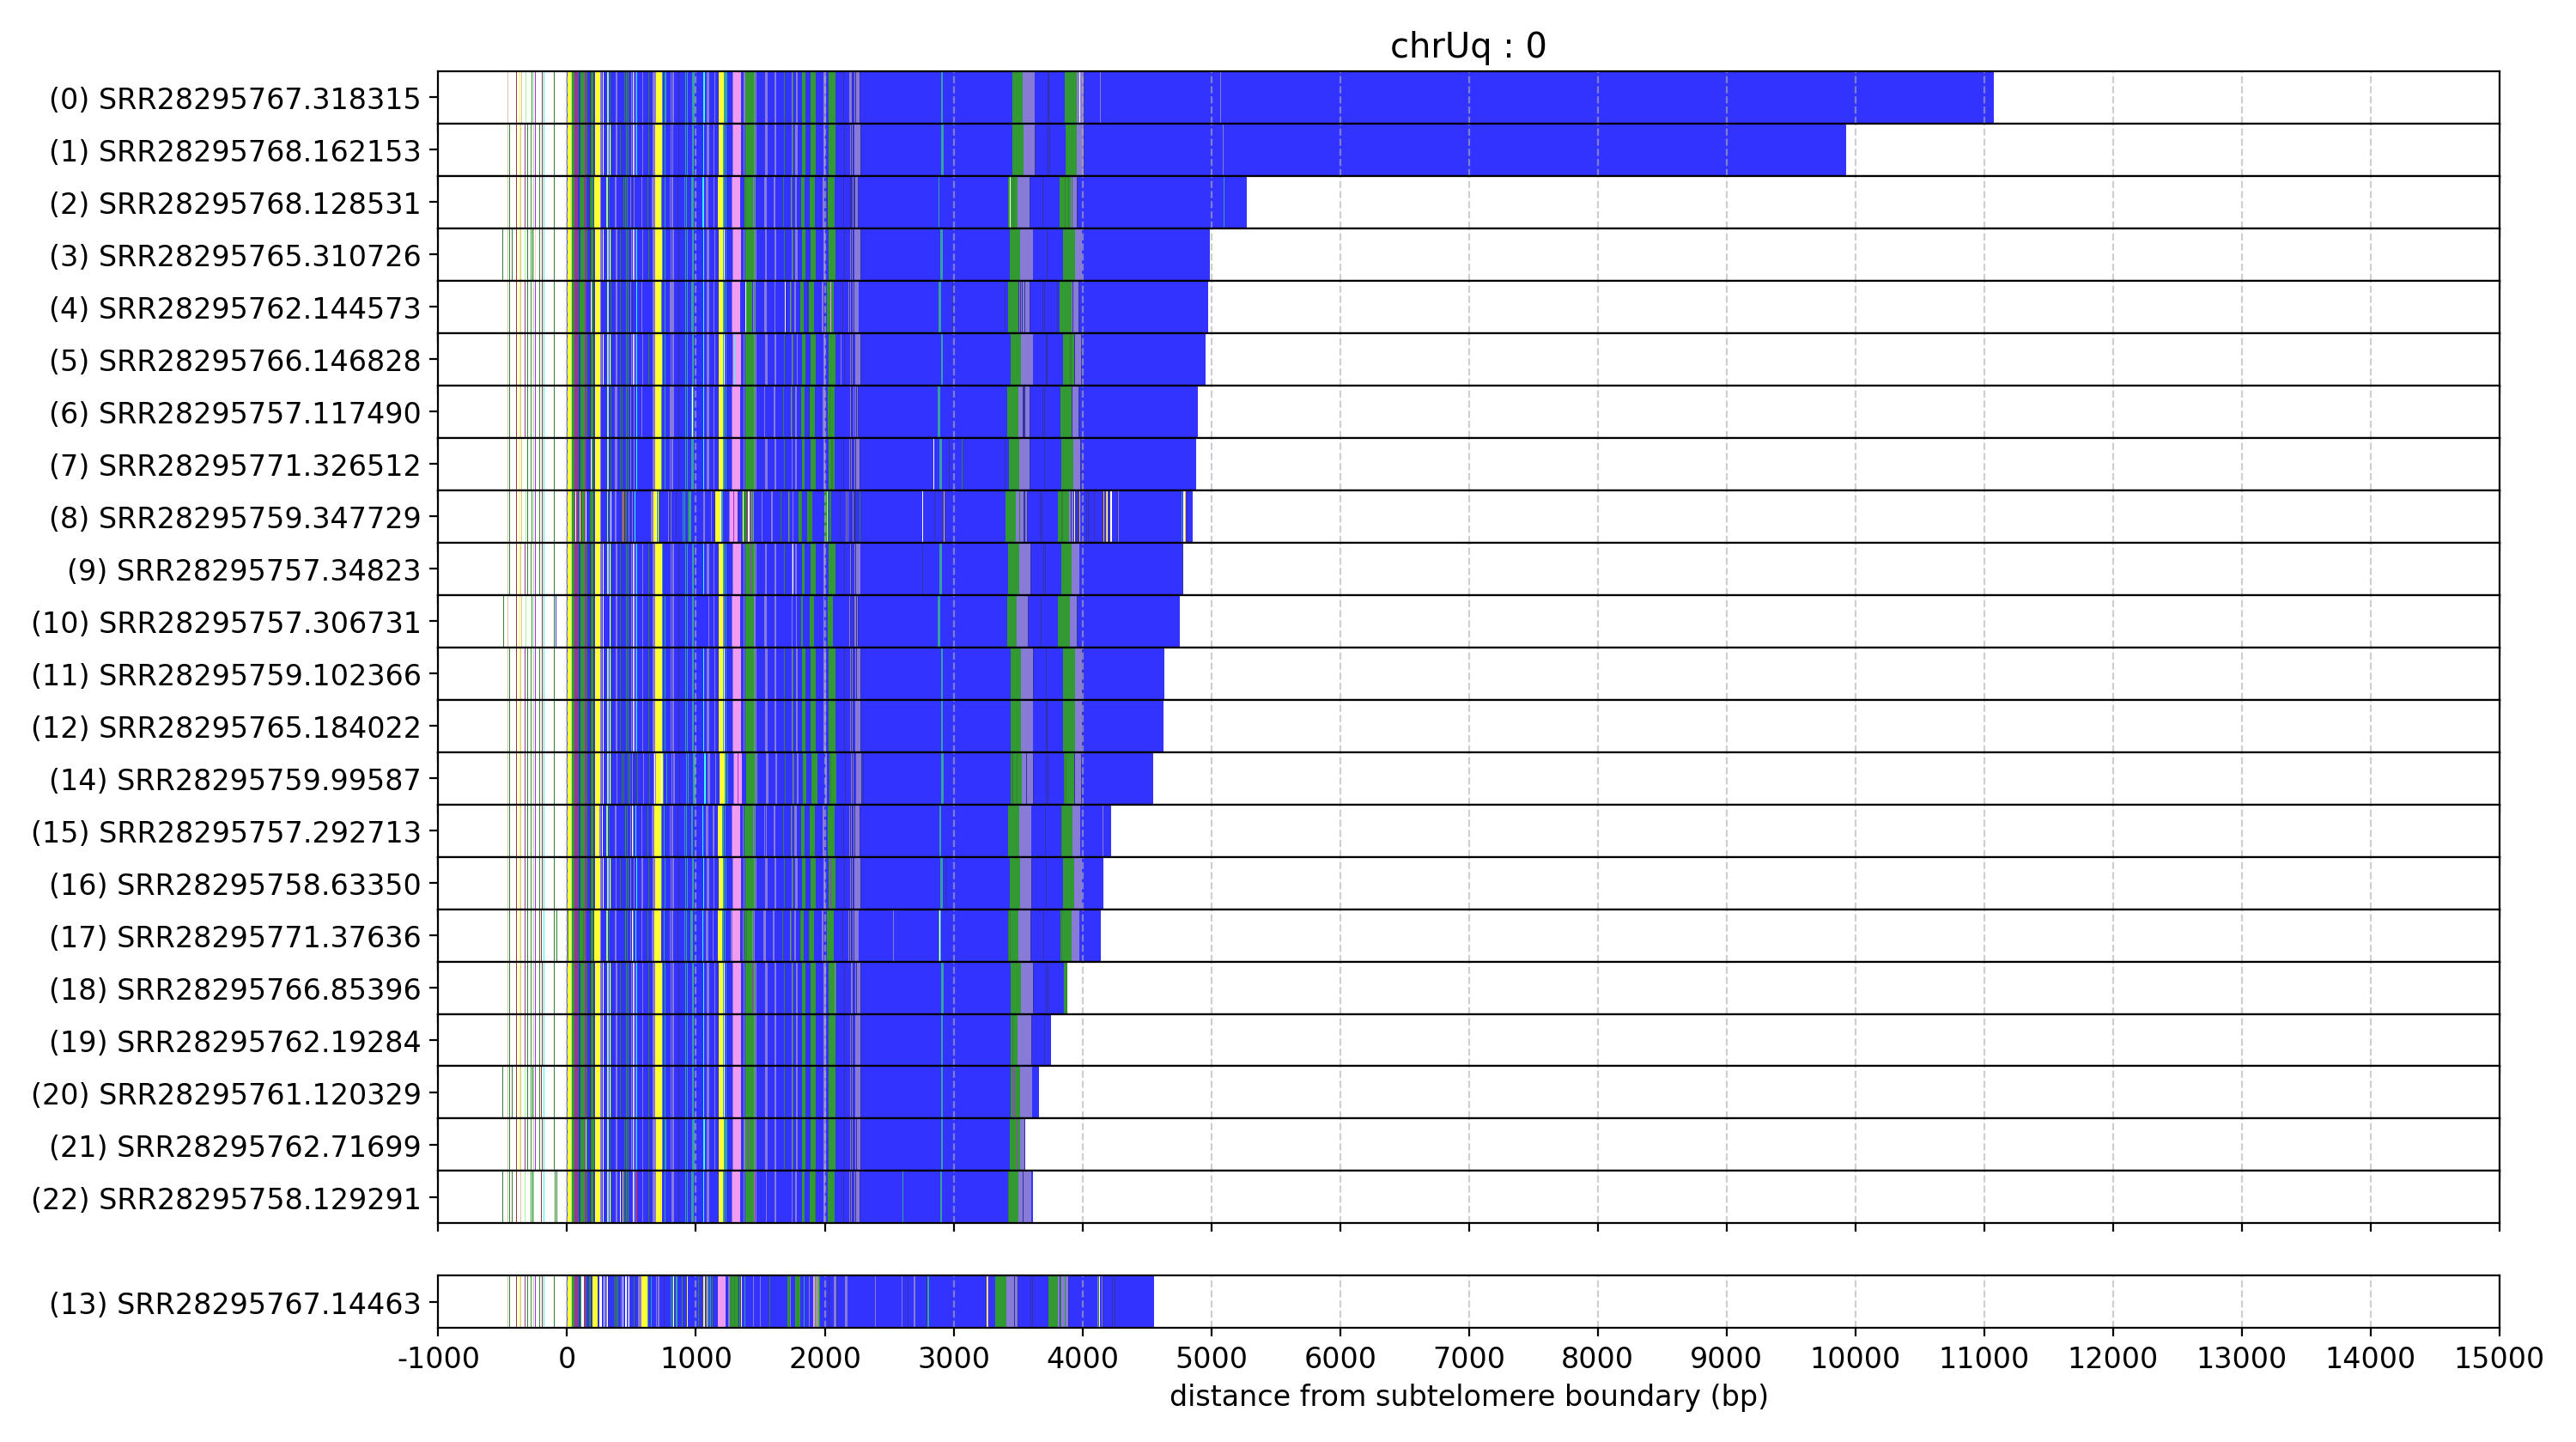 chrUq : 0
(0) SRR28295767.318315
(1) SRR28295768.162153
(2) SRR28295768.128531
(3) SRR28295765.310726
(4) SRR28295762.144573
(5) SRR28295766.146828
(6) SRR28295757.117490
(7) SRR28295771.326512
(8) SRR28295759.347729
(9) SRR28295757.34823
(10) SRR28295757.306731
(11) SRR28295759.102366
(12) SRR28295765.184022
(14) SRR28295759.99587
(15) SRR28295757.292713
(16) SRR28295758.63350
(17) SRR28295771.37636
(18) SRR28295766.85396
(19) SRR28295762.19284
(20) SRR28295761.120329
(21) SRR28295762.71699
(22) SRR28295758.129291
(13) SRR28295767.14463
-1000 0 1000 2000 3000 4000 5000 6000 7000 8000 9000 10000 11000 12000 13000 14000 15000
distance from subtelomere boundary (bp)